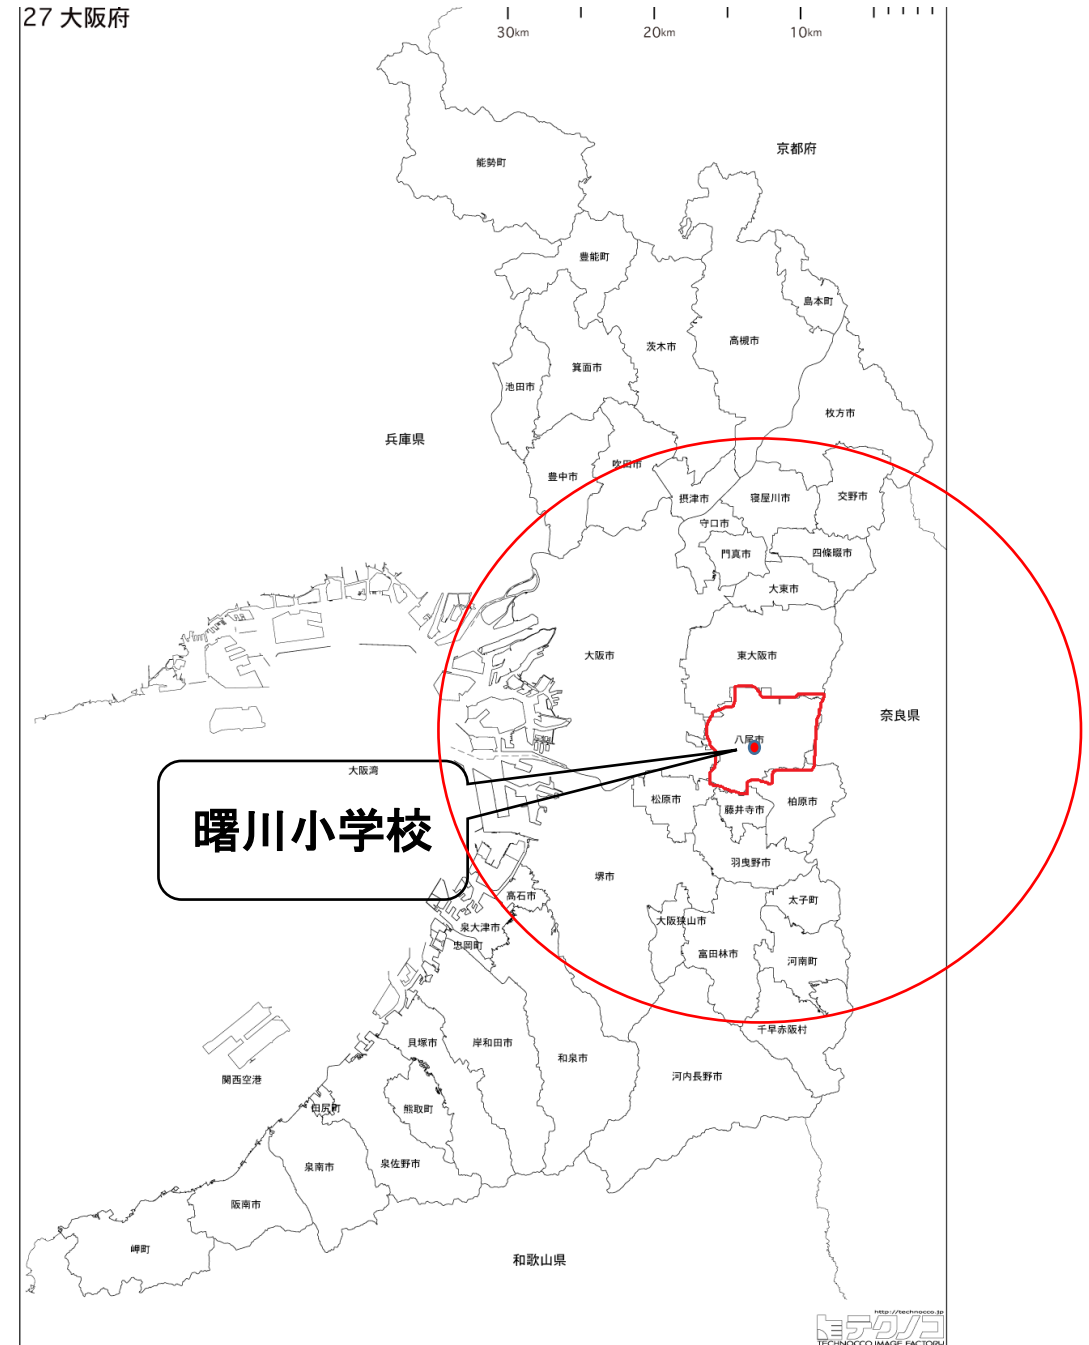 27 大阪府
30km
20km
10km
京都府
能勢町
豊能町
島本町
高槻市
茨木市
箕面市
池田市
枚方市
兵庫県
吹田市
豊中市
摂津市
寝屋川市
交野市
守口市
門真市
四條畷市
大東市
大阪市
東大阪市
奈良県
八尾市
大阪湾
松原市
藤井寺市
柏原市
曙川小学校
羽曳野市
堺市
高石市
太子町
大阪狭山市
泉大津市
忠岡町
富田林市
河南町
千早赤阪村
貝塚市
岸和田市
和泉市
関西空港
河内長野市
田尻町
熊取町
泉南市
泉佐野市
阪南市
岬町
和歌山県
http://technocco.jp
テクノコ
TECHNOCCO IMAGE FACTORY